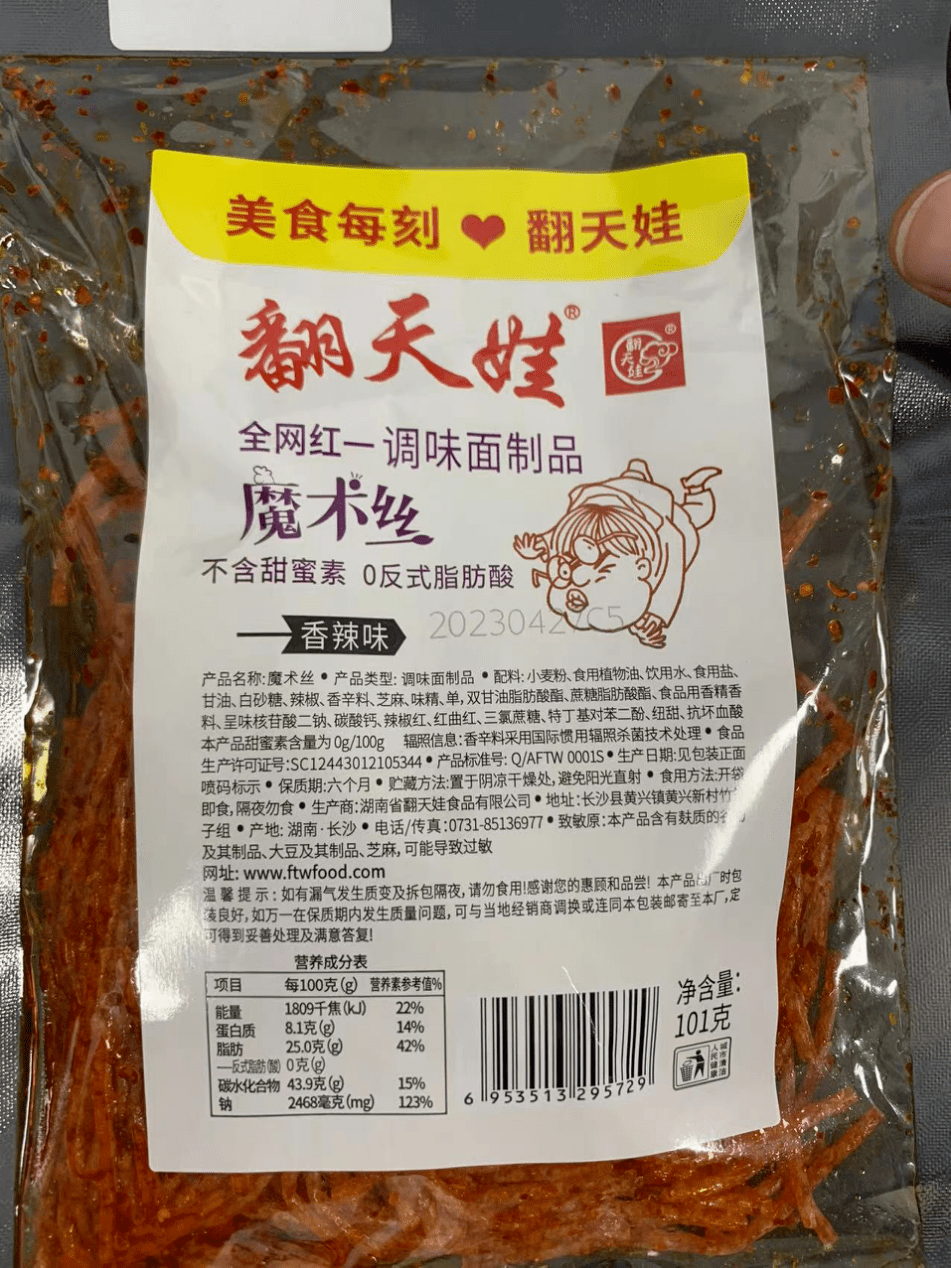 美食每刻 ❤ 翻天娃
翻天娃®
翻天娃®
全网红一调味面制品
魔术丝
不含甜蜜素 0反式脂肪酸
香辣味
20230427C5
产品名称:魔术丝 • 产品类型: 调味面制品 • 配料: 小麦粉、食用植物油、饮用水、食用盐、
甘油、白砂糖、辣椒、香辛料、芝麻、味精、单,双甘油脂肪酸酯、蔗糖脂肪酸酯、食品用香精香
料、呈味核苷酸二钠、碳酸钙、辣椒红、红曲红、三氯蔗糖、特丁基对苯二酚、纽甜、抗坏血酸
本产品甜蜜素含量为 0g/100g 辐照信息:香辛料采用国际惯用辐照杀菌技术处理 • 食品
生产许可证号:SC12443012105344 • 产品标准号: Q/AFTW 0001S • 生产日期:见包装正面
喷码标示 • 保质期:六个月 • 贮藏方法:置于阴凉干燥处,避免阳光直射 • 食用方法:开袋
即食,隔夜勿食 • 生产商:湖南省翻天娃食品有限公司 • 地址:长沙县黄兴镇黄兴新村竹
子组 • 产地: 湖南·长沙 • 电话/传真:0731-85136977 • 致敏原:本产品含有麸质的谷物
及其制品、大豆及其制品、芝麻,可能导致过敏
网址: www.ftwfood.com
温馨提示:如有漏气发生质变及拆包隔夜,请勿食用!感谢您的惠顾和品尝! 本产品出厂时包
装良好,如万一在保质期内发生质量问题,可与当地经销商调换或连同本包装邮寄至本厂,定
可得到妥善处理及满意答复!
营养成分表
项目 每100克(g) 营养素参考值%
能量 1809千焦(kJ) 22%
蛋白质 8.1克(g) 14%
脂肪 25.0克(g) 42%
—反式脂肪(酸) 0克(g)
碳水化合物 43.9克(g) 15%
钠 2468毫克(mg) 123%
6 953513 295729
净含量:
101克
城市清洁
人民健康